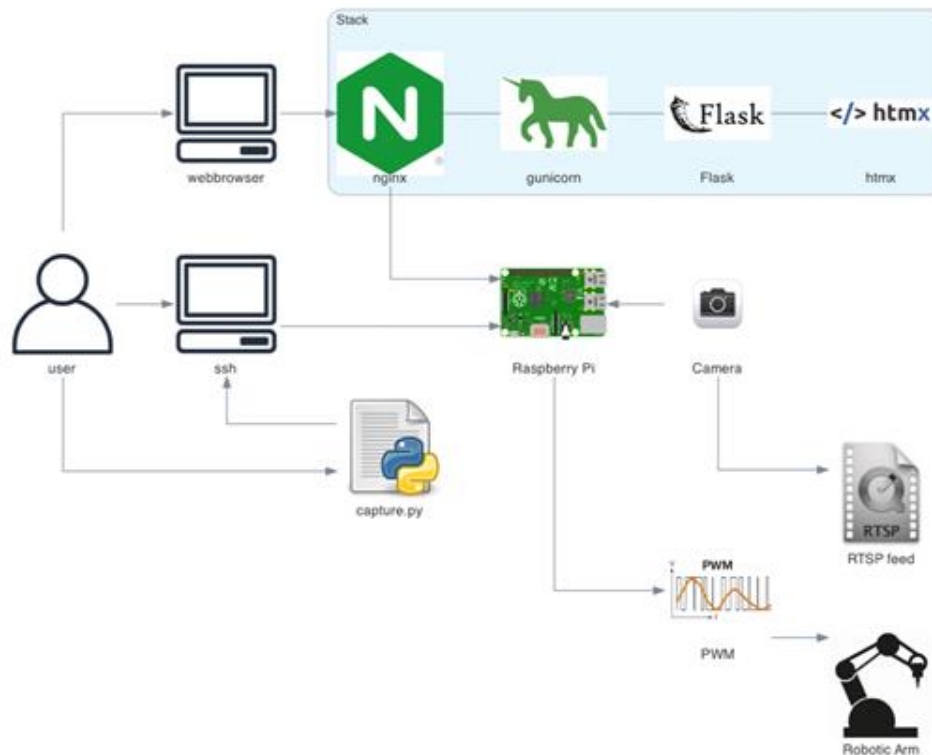 Stack
N
Flask
</> htmx
webbrowser
nginx
gunicorn
Flask
htmx
user
ssh
Raspberry Pi
Camera
capture.py
RTSP
RTSP feed
PWM
PWM
Robotic Arm